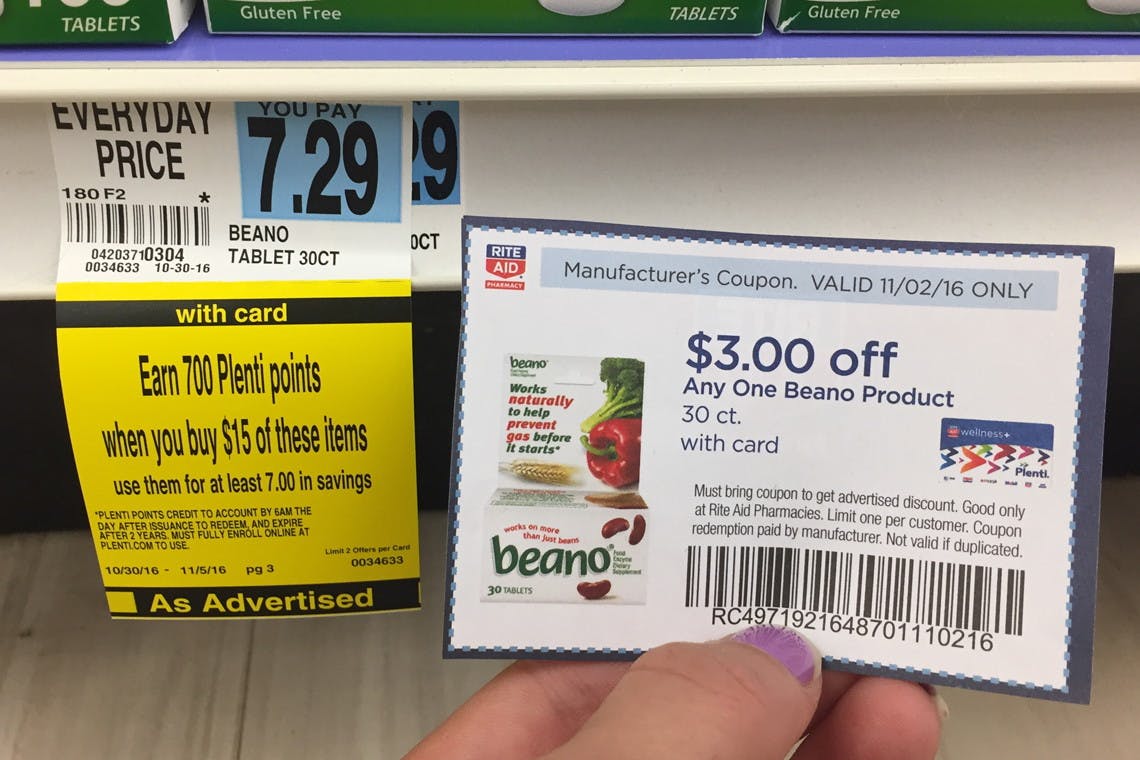 TABLETS
Gluten Free
TABLETS
Gluten Free
EVERYDAY
PRICE
180 F2 *
04203710304
0034633 10-30-16
YOU PAY
7.29
BEANO
TABLET 30CT
.29
0CT
with card
Earn 700 Plenti points
when you buy $15 of these items
use them for at least 7.00 in savings
*PLENTI POINTS CREDIT TO ACCOUNT BY 6AM THE
DAY AFTER ISSUANCE TO REDEEM, AND EXPIRE
AFTER 2 YEARS. MUST FULLY ENROLL ONLINE AT
PLENTI.COM TO USE.
Limit 2 Offers per Card
10/30/16 - 11/5/16 pg 3 0034633
As Advertised
RITE
AID
PHARMACY
Manufacturer's Coupon. VALID 11/02/16 ONLY
$3.00 off
Any One Beano Product
30 ct.
with card
beano
Works
naturally
to help
prevent
gas before
it starts*
works on more
than just beans
beano®
Food
Enzyme
Dietary
Supplement
30 TABLETS
wellness+
Plenti.
Must bring coupon to get advertised discount. Good only
at Rite Aid Pharmacies. Limit one per customer. Coupon
redemption paid by manufacturer. Not valid if duplicated.
RC4971921648701110216